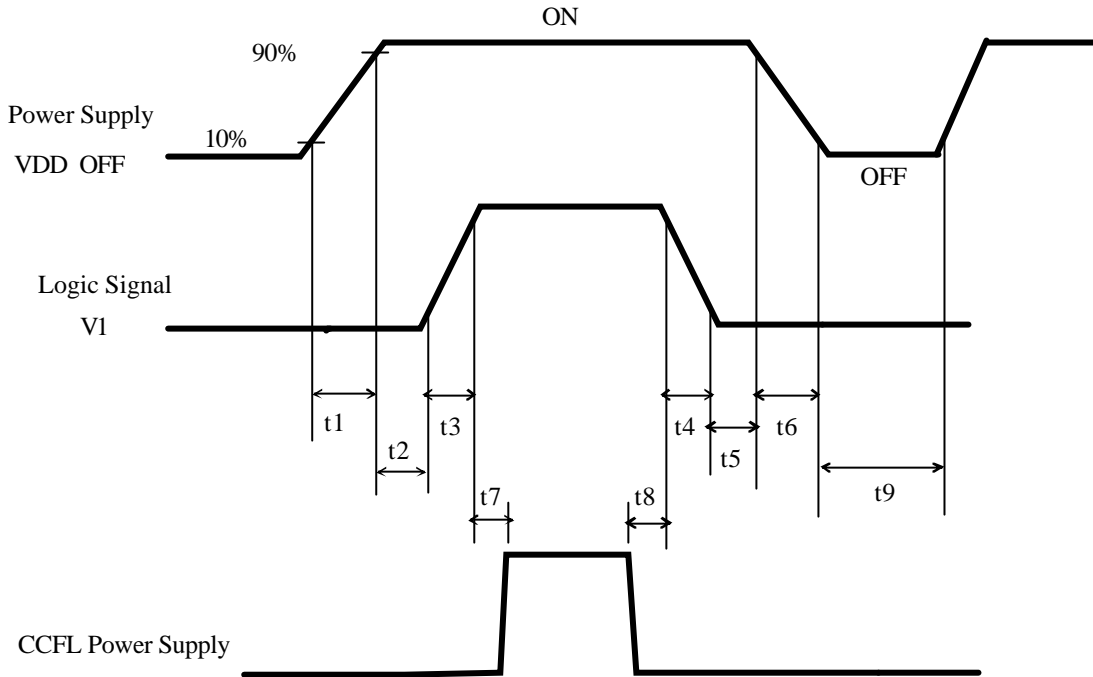 ON
90%
Power Supply
10%
VDD OFF
OFF
Logic Signal
V1
t1
t3
t4
t6
t2
t5
t7
t8
t9
CCFL Power Supply